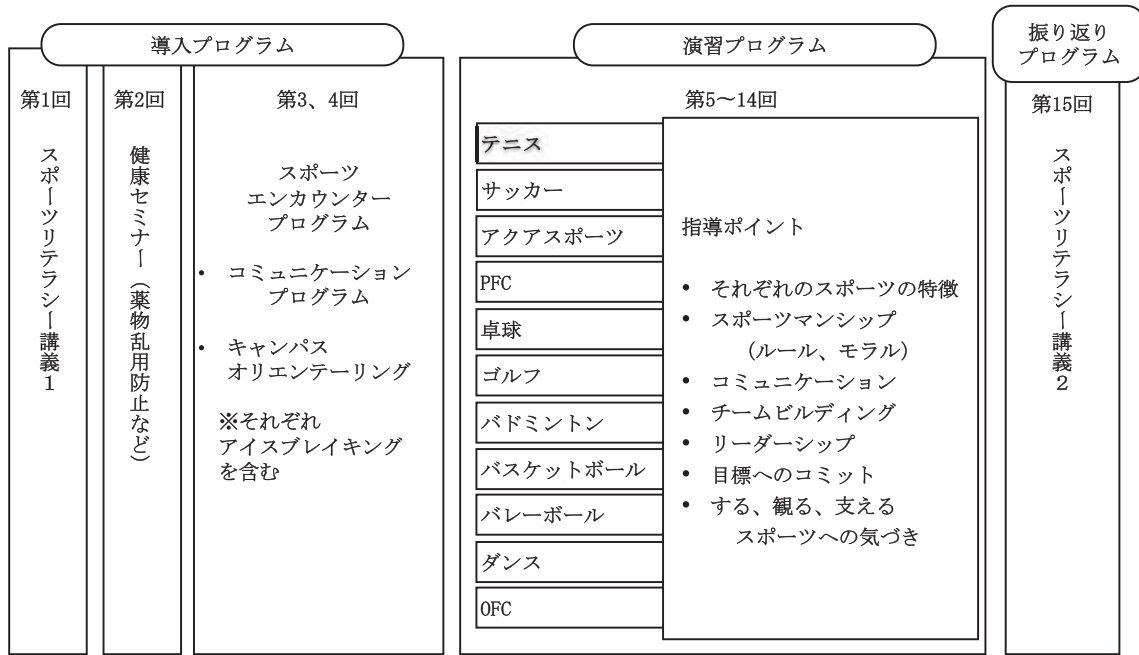 導入プログラム
第1回
スポーツリテラシー講義1
第2回
健康セミナー（薬物乱用防止など）
第3、4回
スポーツ
エンカウンター
プログラム
• コミュニケーション
プログラム
• キャンパス
オリエンテーリング
※それぞれ
アイスブレイキング
を含む
演習プログラム
第5～14回
テニス
サッカー
アクアスポーツ
PFC
卓球
ゴルフ
バドミントン
バスケットボール
バレーボール
ダンス
OFC
指導ポイント
• それぞれのスポーツの特徴
• スポーツマンシップ
（ルール、モラル）
• コミュニケーション
• チームビルディング
• リーダーシップ
• 目標へのコミット
• する、観る、支える
スポーツへの気づき
振り返り
プログラム
第15回
スポーツリテラシー講義2